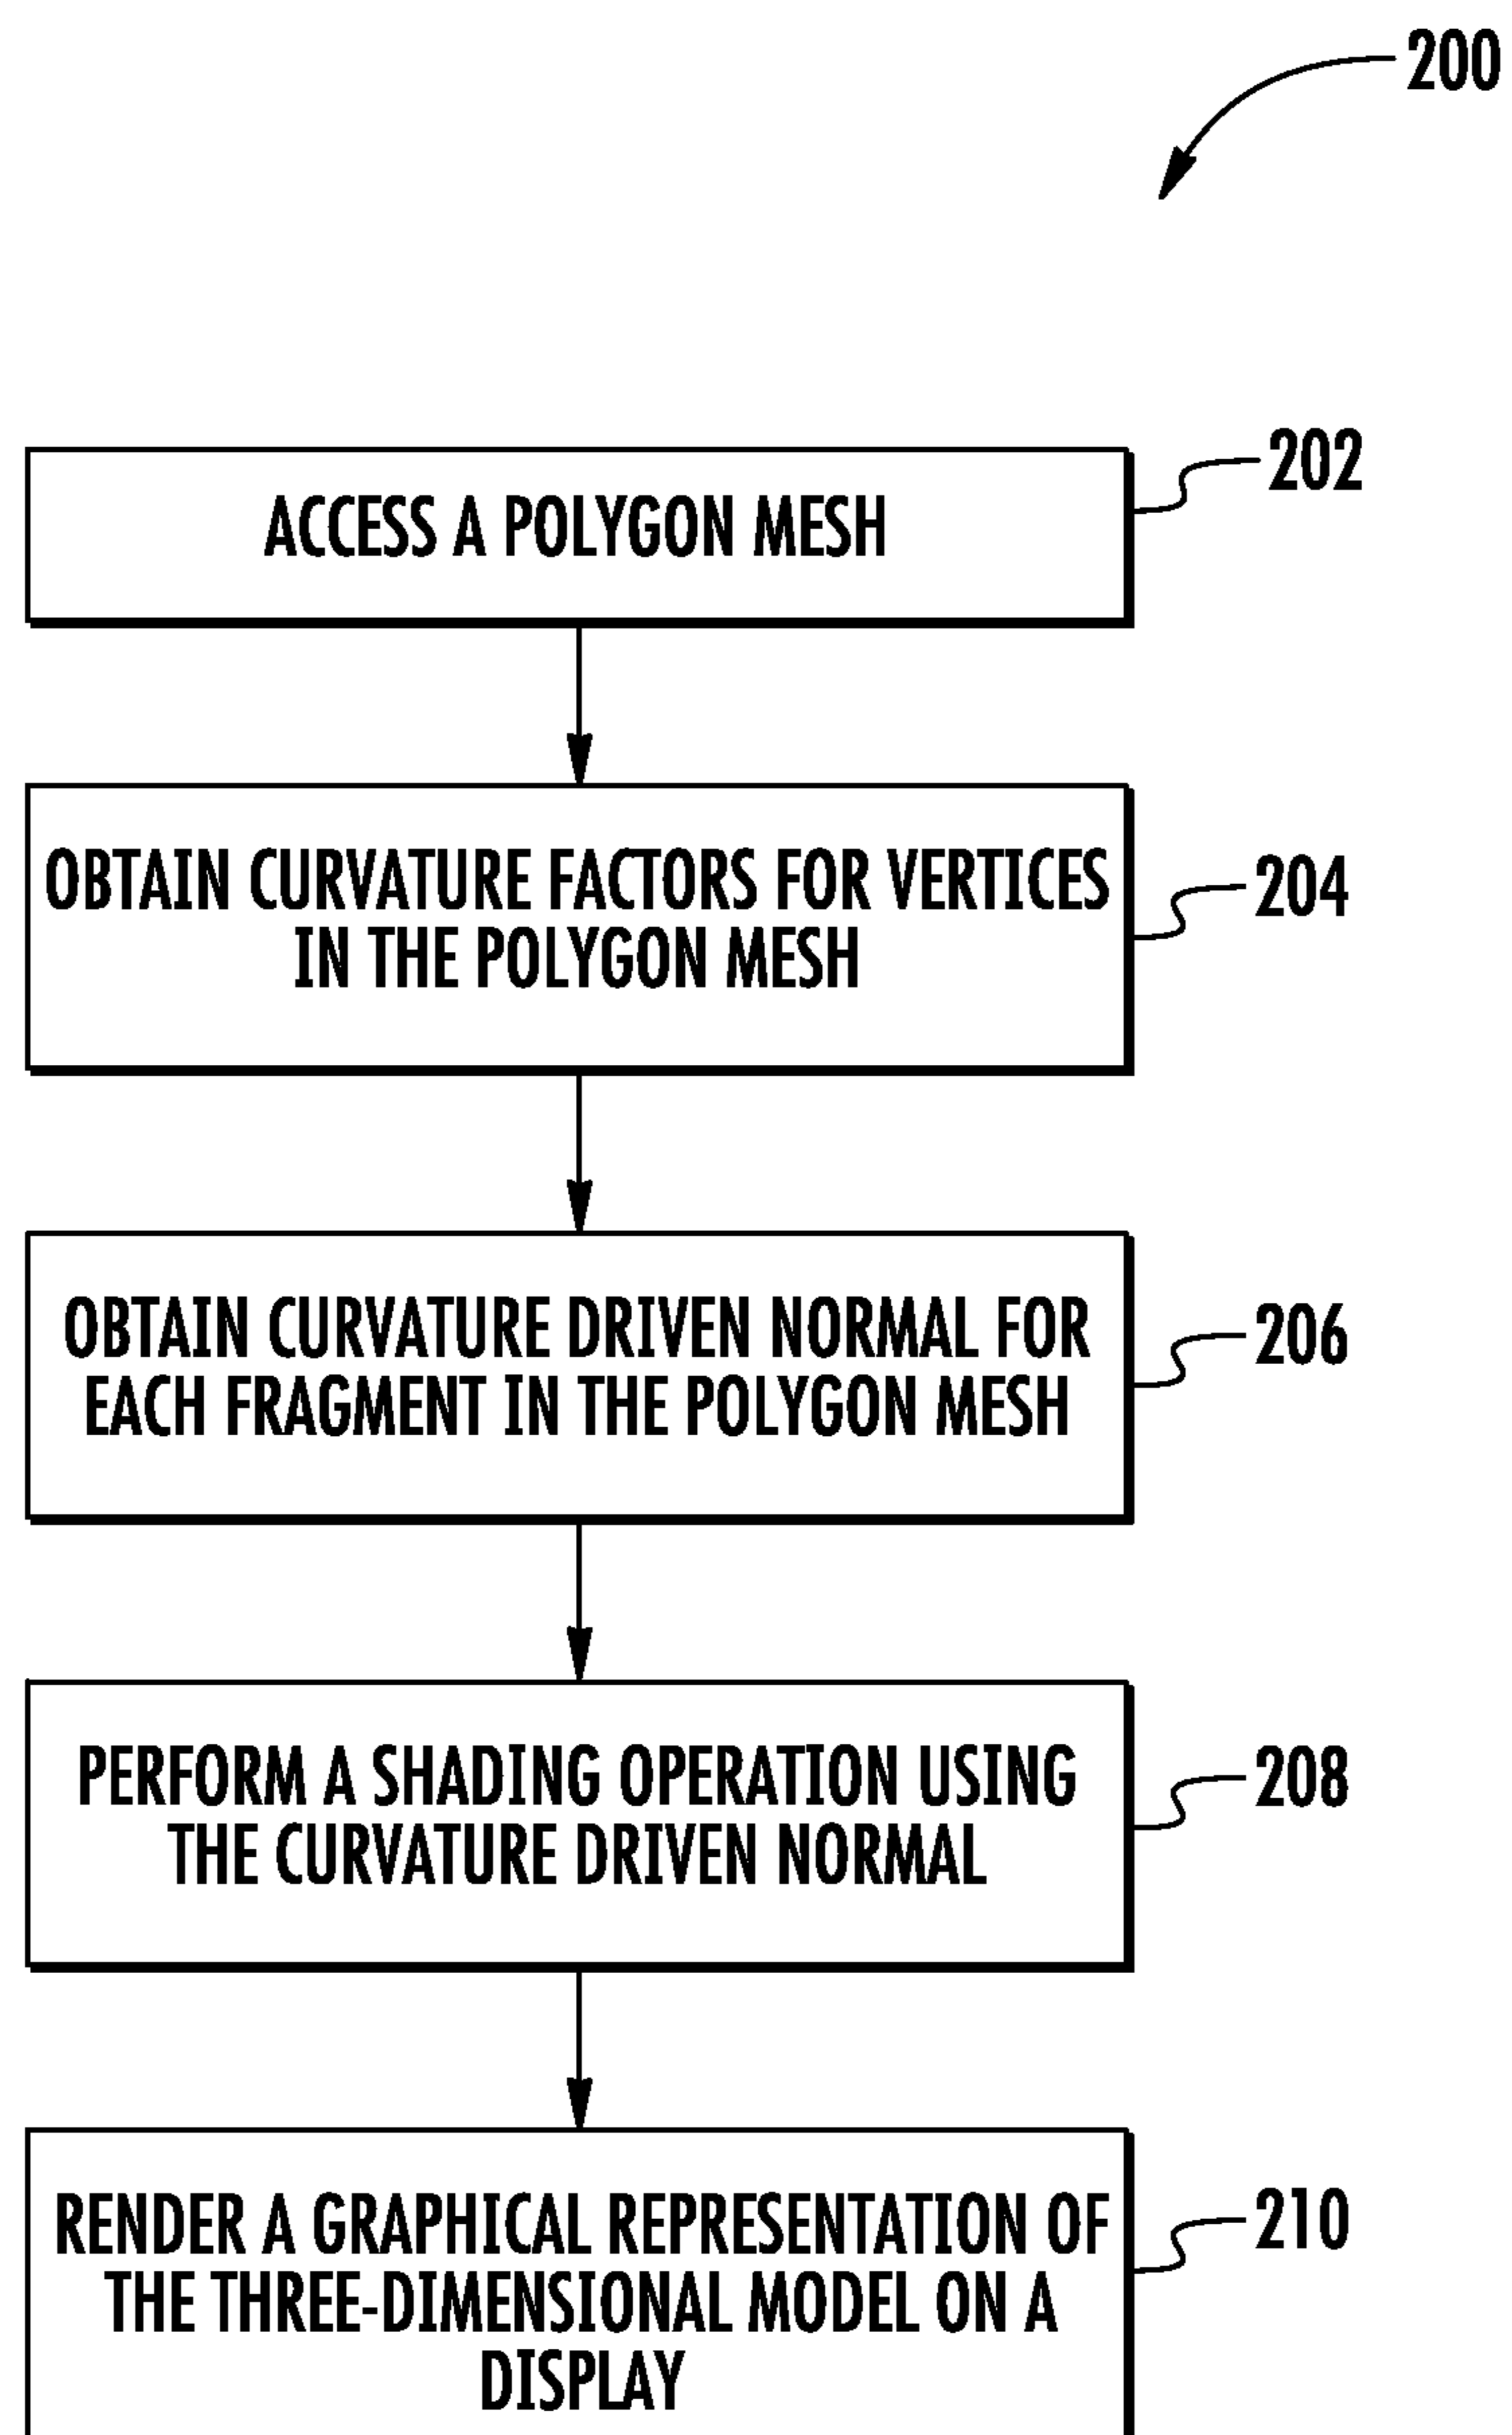 200
ACCESS A POLYGON MESH
202
OBTAIN CURVATURE FACTORS FOR VERTICES
IN THE POLYGON MESH
204
OBTAIN CURVATURE DRIVEN NORMAL FOR
EACH FRAGMENT IN THE POLYGON MESH
206
PERFORM A SHADING OPERATION USING
THE CURVATURE DRIVEN NORMAL
208
RENDER A GRAPHICAL REPRESENTATION OF
THE THREE-DIMENSIONAL MODEL ON A
DISPLAY
210